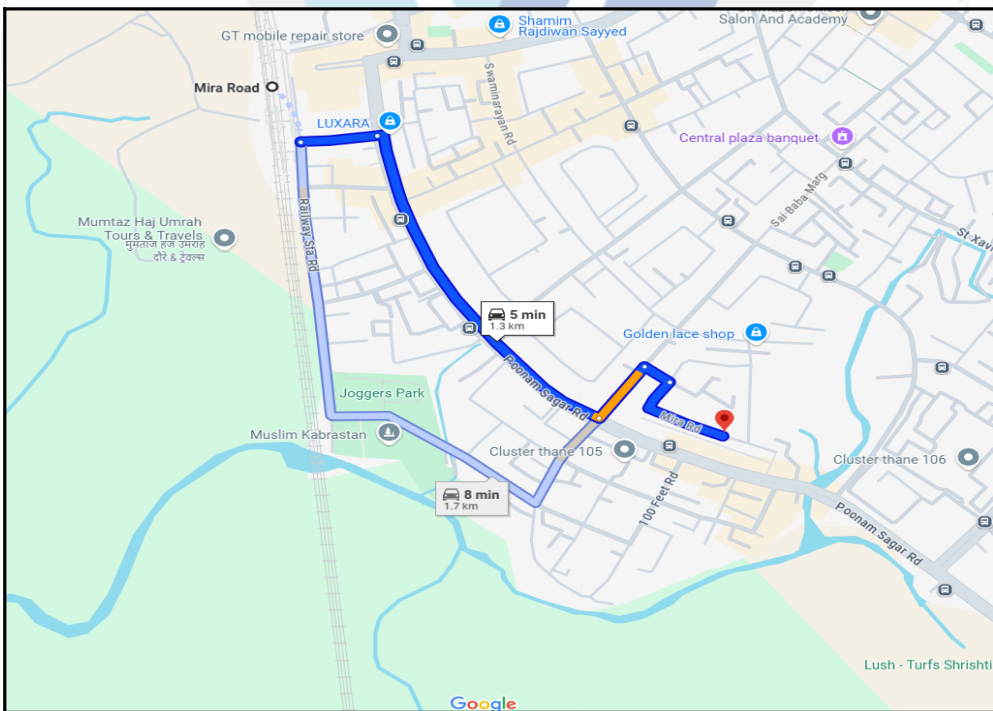 Salon And Academy
GT mobile repair store
Shamim
Rajdiwan Sayyed
Swaminarayan Rd
Mira Road
LUXARA
Central plaza banquet
Sai Baba Marg
Railway Sta Rd
Mumtaz Haj Umrah
Tours & Travels
मुमताज हज उमराह
दौरे & ट्रॅवल्स
St Xavi
5 min
1.3 km
Golden lace shop
Poonam Sagar Rd
Joggers Park
Mira Rd
Muslim Kabrastan
Cluster thane 105
Cluster thane 106
8 min
1.7 km
100 Feet Rd
Poonam Sagar Rd
Lush - Turfs Shrishti
Google